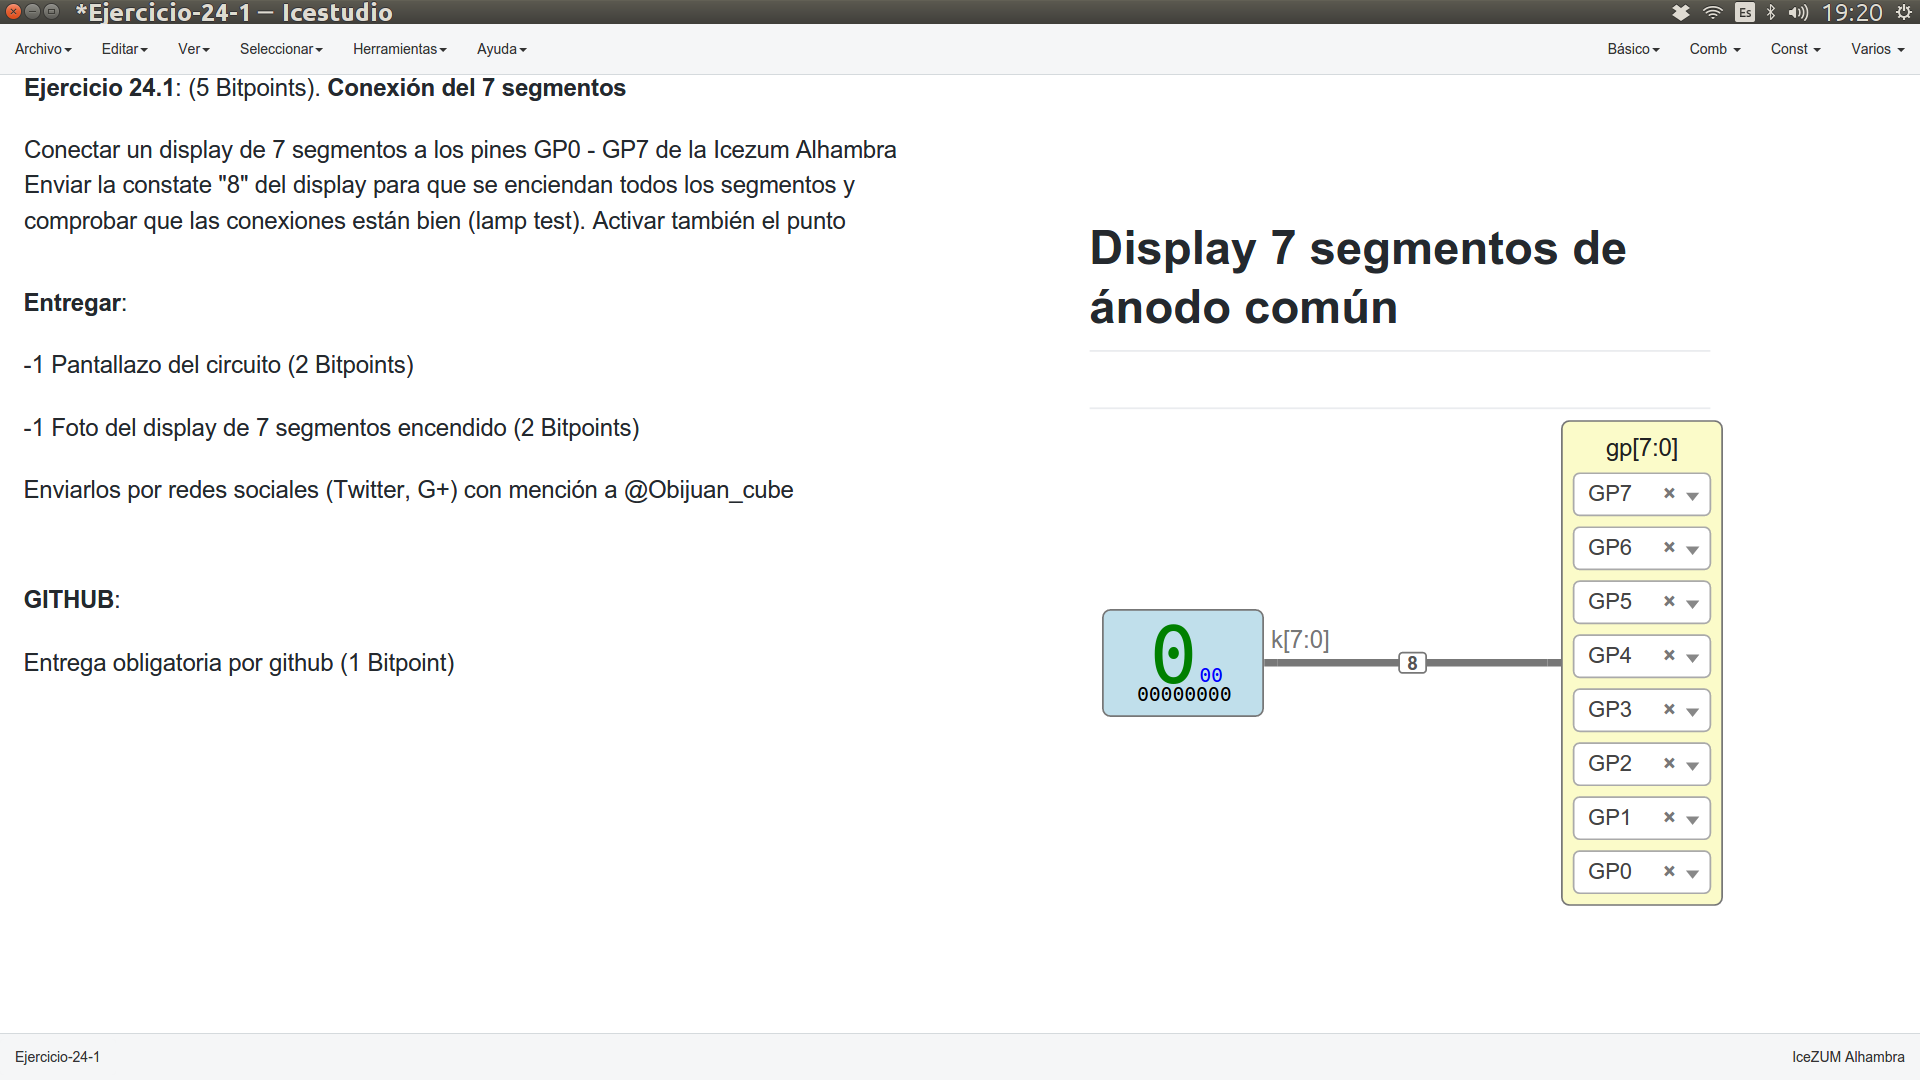 *Ejercicio-24-1 — Icestudio
Es
19:20
Archivo Editar Ver Seleccionar Herramientas Ayuda
Básico Comb Const Varios
Ejercicio 24.1: (5 Bitpoints). Conexión del 7 segmentos
Conectar un display de 7 segmentos a los pines GP0 - GP7 de la Icezum Alhambra
Enviar la constate "8" del display para que se enciendan todos los segmentos y
comprobar que las conexiones están bien (lamp test). Activar también el punto
Entregar:
-1 Pantallazo del circuito (2 Bitpoints)
-1 Foto del display de 7 segmentos encendido (2 Bitpoints)
Enviarlos por redes sociales (Twitter, G+) con mención a @Obijuan_cube
GITHUB:
Entrega obligatoria por github (1 Bitpoint)
Display 7 segmentos de
ánodo común
0
00
00000000
k[7:0]
8
gp[7:0]
GP7
GP6
GP5
GP4
GP3
GP2
GP1
GP0
Ejercicio-24-1
IceZUM Alhambra